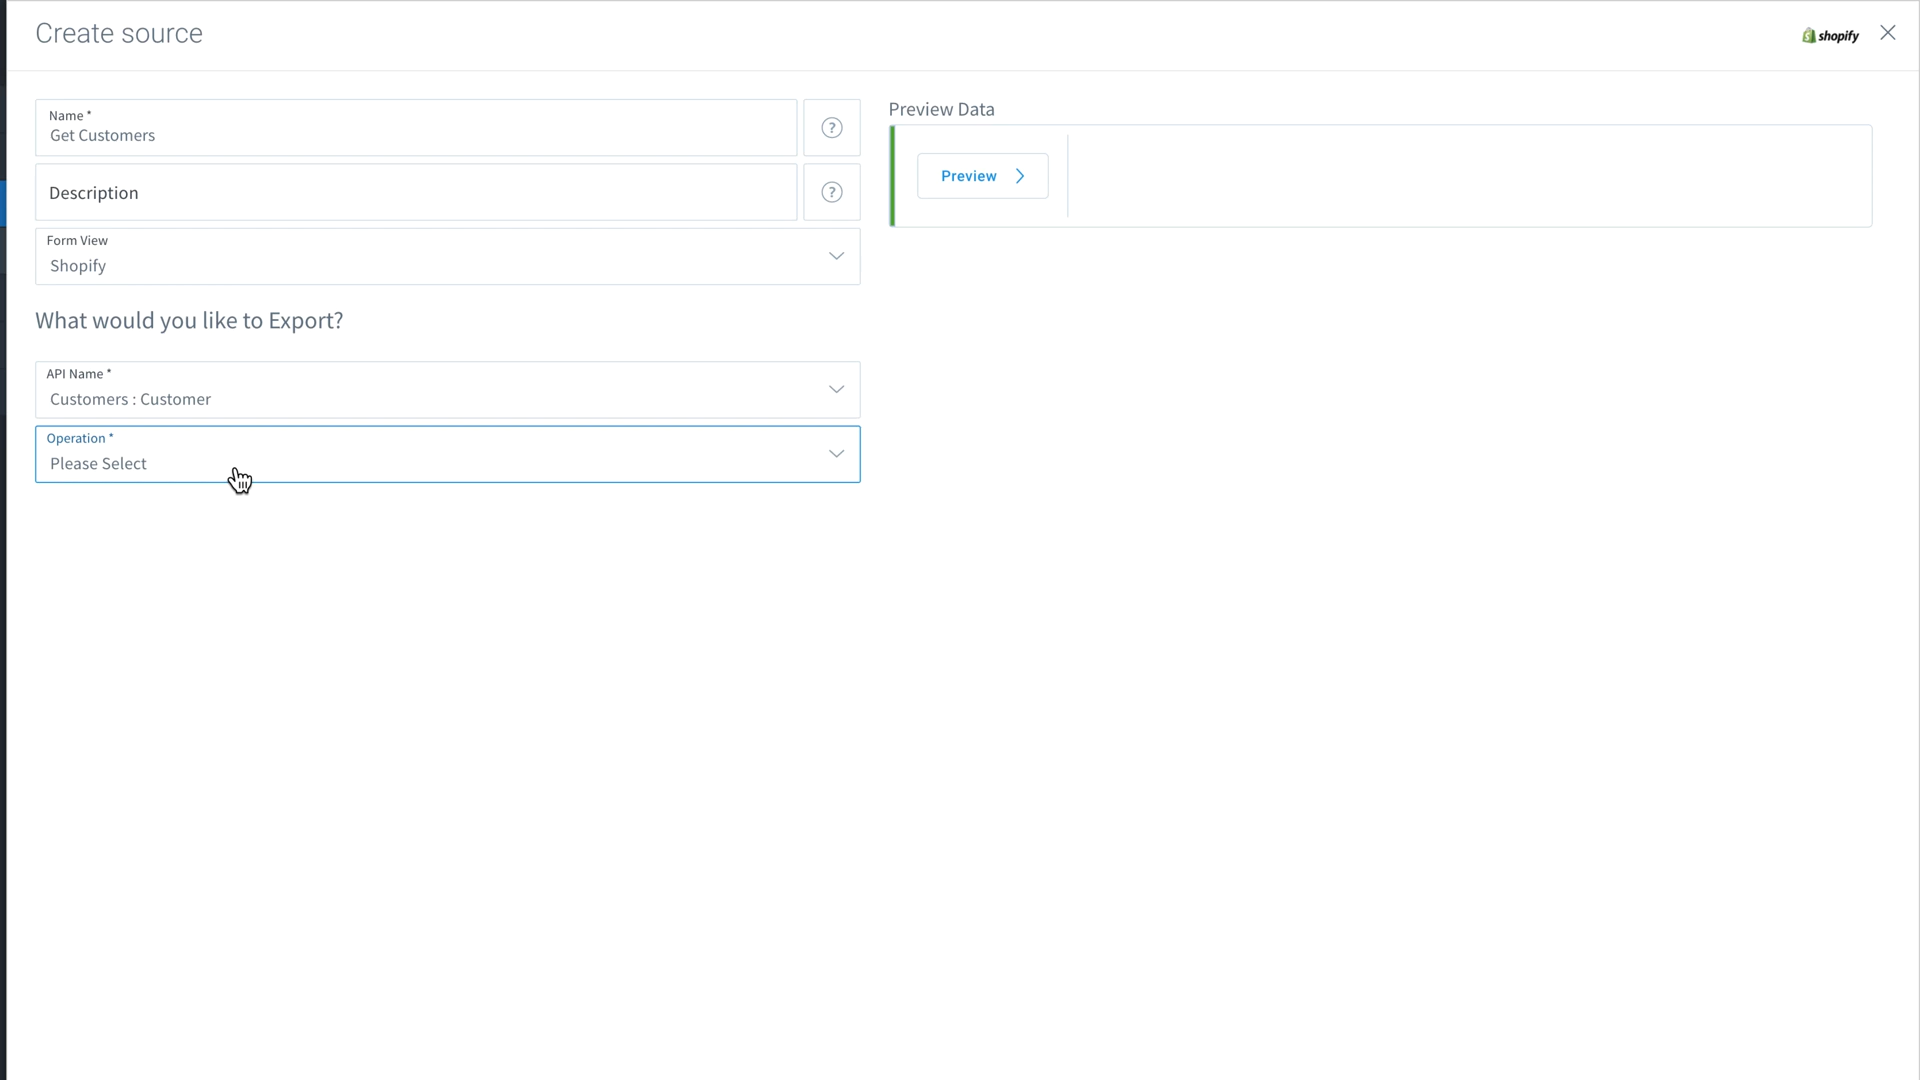 Create source
shopify
Name *
Get Customers
?
Description
?
Form View
Shopify
What would you like to Export?
API Name *
Customers : Customer
Operation *
Please Select
Preview Data
Preview